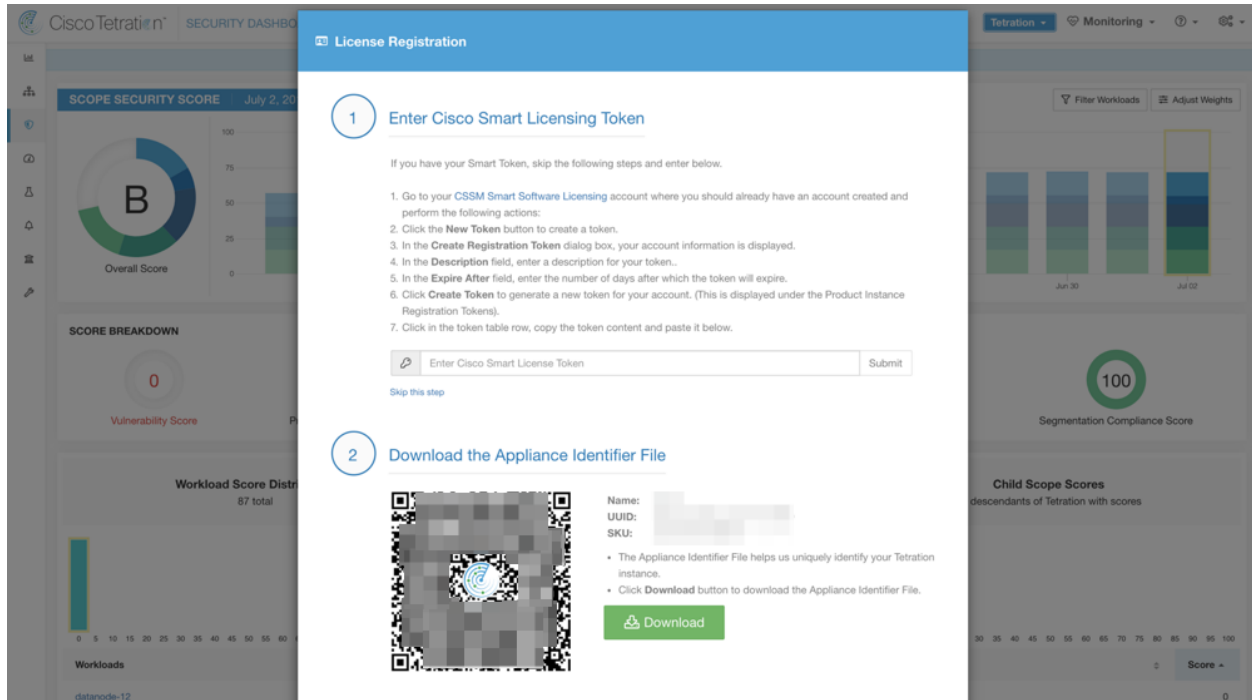 Cisco Tetration™ SECURITY DASHBO
Tetration
Monitoring
License Registration
SCOPE SECURITY SCORE July 2, 20
Filter Workloads
Adjust Weights
100
75
50
25
0
B
Overall Score
Jun 30
Jul 02
1
Enter Cisco Smart Licensing Token
If you have your Smart Token, skip the following steps and enter below.
1. Go to your CSSM Smart Software Licensing account where you should already have an account created and
perform the following actions:
2. Click the New Token button to create a token.
3. In the Create Registration Token dialog box, your account information is displayed.
4. In the Description field, enter a description for your token..
5. In the Expire After field, enter the number of days after which the token will expire.
6. Click Create Token to generate a new token for your account. (This is displayed under the Product Instance
Registration Tokens).
7. Click in the token table row, copy the token content and paste it below.
Enter Cisco Smart License Token
Submit
Skip this step
SCORE BREAKDOWN
0
Vulnerability Score
P
100
Segmentation Compliance Score
2
Download the Appliance Identifier File
Name:
UUID:
SKU:
• The Appliance Identifier File helps us uniquely identify your Tetration
instance.
• Click Download button to download the Appliance Identifier File.
Download
Workload Score Distri
87 total
Child Scope Scores
descendants of Tetration with scores
0 5 10 15 20 25 30 35 40 45 50 55 60
30 35 40 45 50 55 60 65 70 75 80 85 90 95 100
Workloads
Score
datanode-12
0